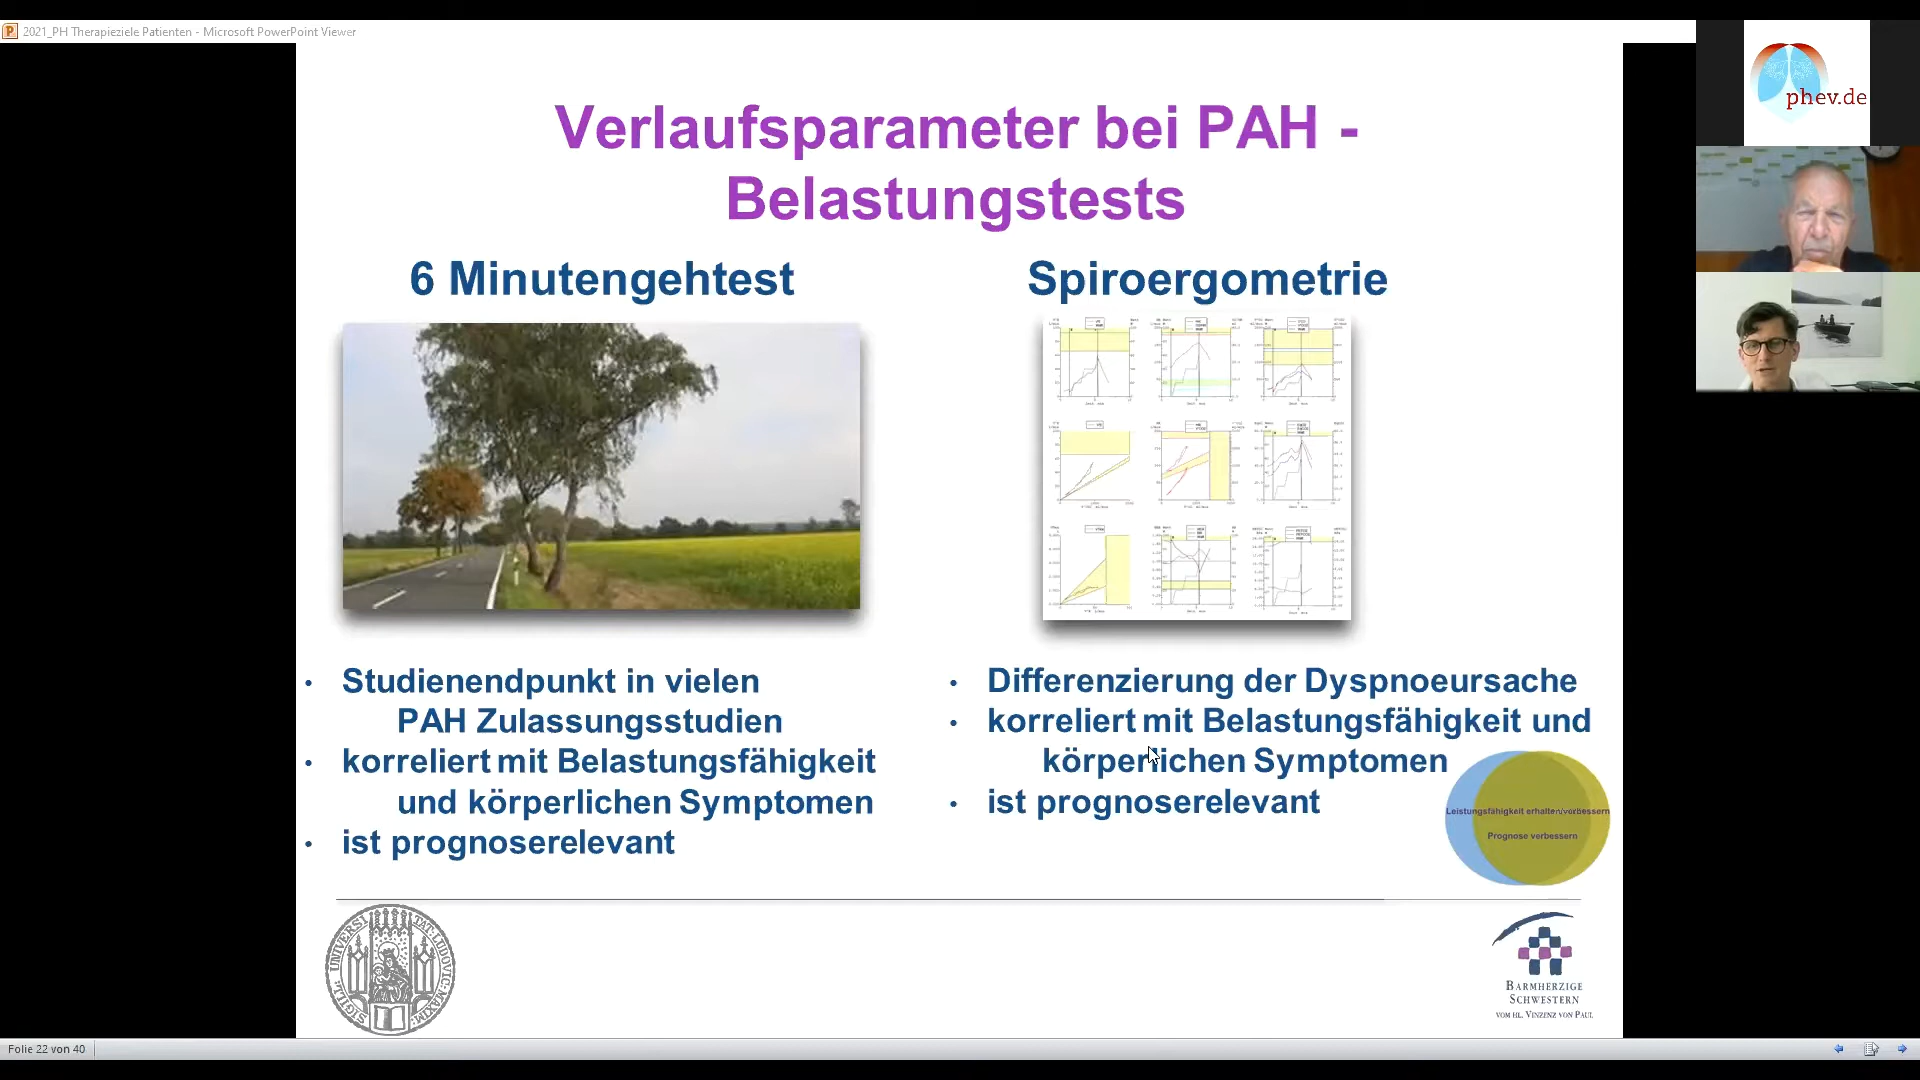 2021_PH Therapieziele Patienten - Microsoft PowerPoint Viewer
phev.de
Verlaufsparameter bei PAH -
Belastungstests
6 Minutengehtest
Spiroergometrie
• Studienendpunkt in vielen
PAH Zulassungsstudien
• korreliert mit Belastungsfähigkeit
und körperlichen Symptomen
• ist prognoserelevant
• Differenzierung der Dyspnoeursache
• korreliert mit Belastungsfähigkeit und
körperlichen Symptomen
• ist prognoserelevant
Leistungsfähigkeit erhalten/verbessern
Prognose verbessern
BARMHERZIGE
SCHWESTERN
VOM HL. VINZENZ VON PAUL
Folie 22 von 40